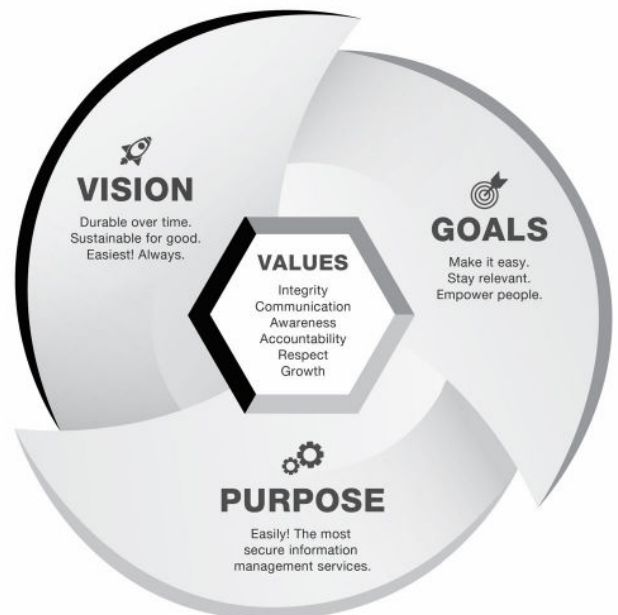 VISION
Durable over time.
Sustainable for good.
Easiest! Always.
GOALS
Make it easy.
Stay relevant.
Empower people.
VALUES
Integrity
Communication
Awareness
Accountability
Respect
Growth
PURPOSE
Easily! The most
secure information
management services.